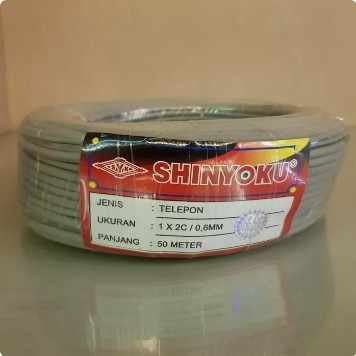 SHINYOKU®
JENIS : TELEPON
UKURAN : 1 X 2C / 0,6MM
PANJANG : 50 METER